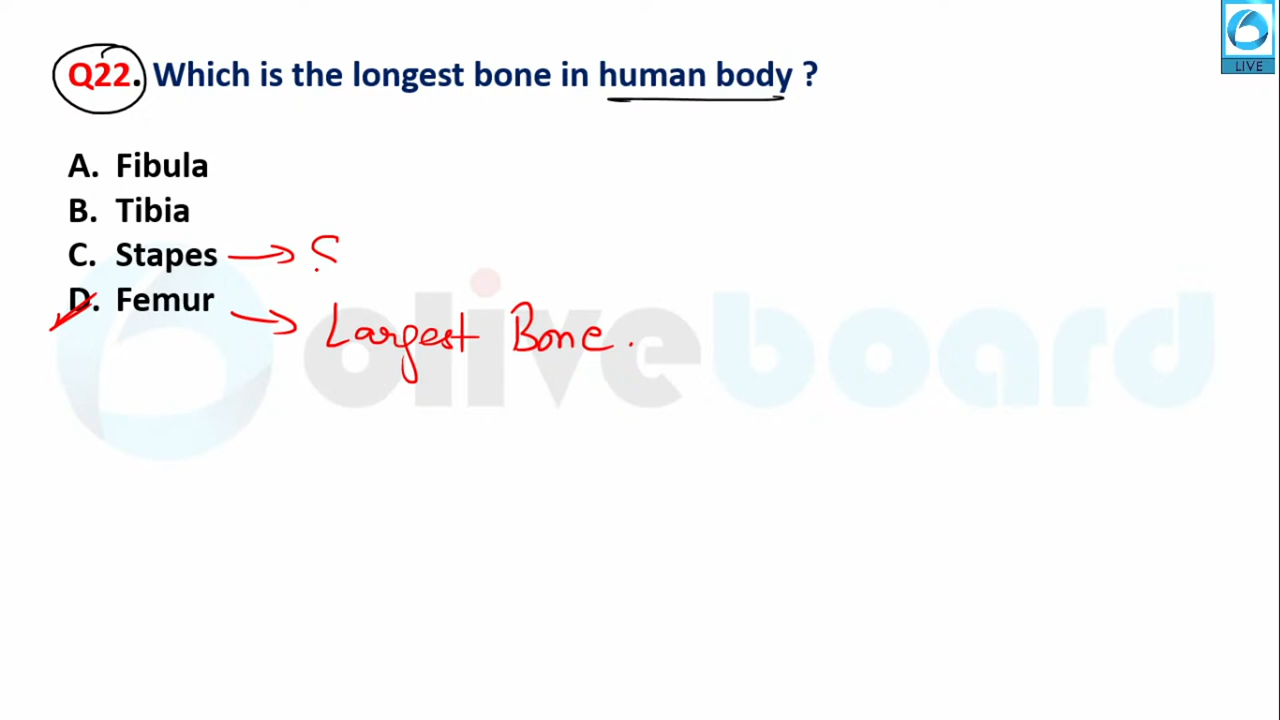 LIVE
Q22. Which is the longest bone in human body ?
A. Fibula
B. Tibia
C. Stapes
D. Femur
Largest Bone.
oliveboard